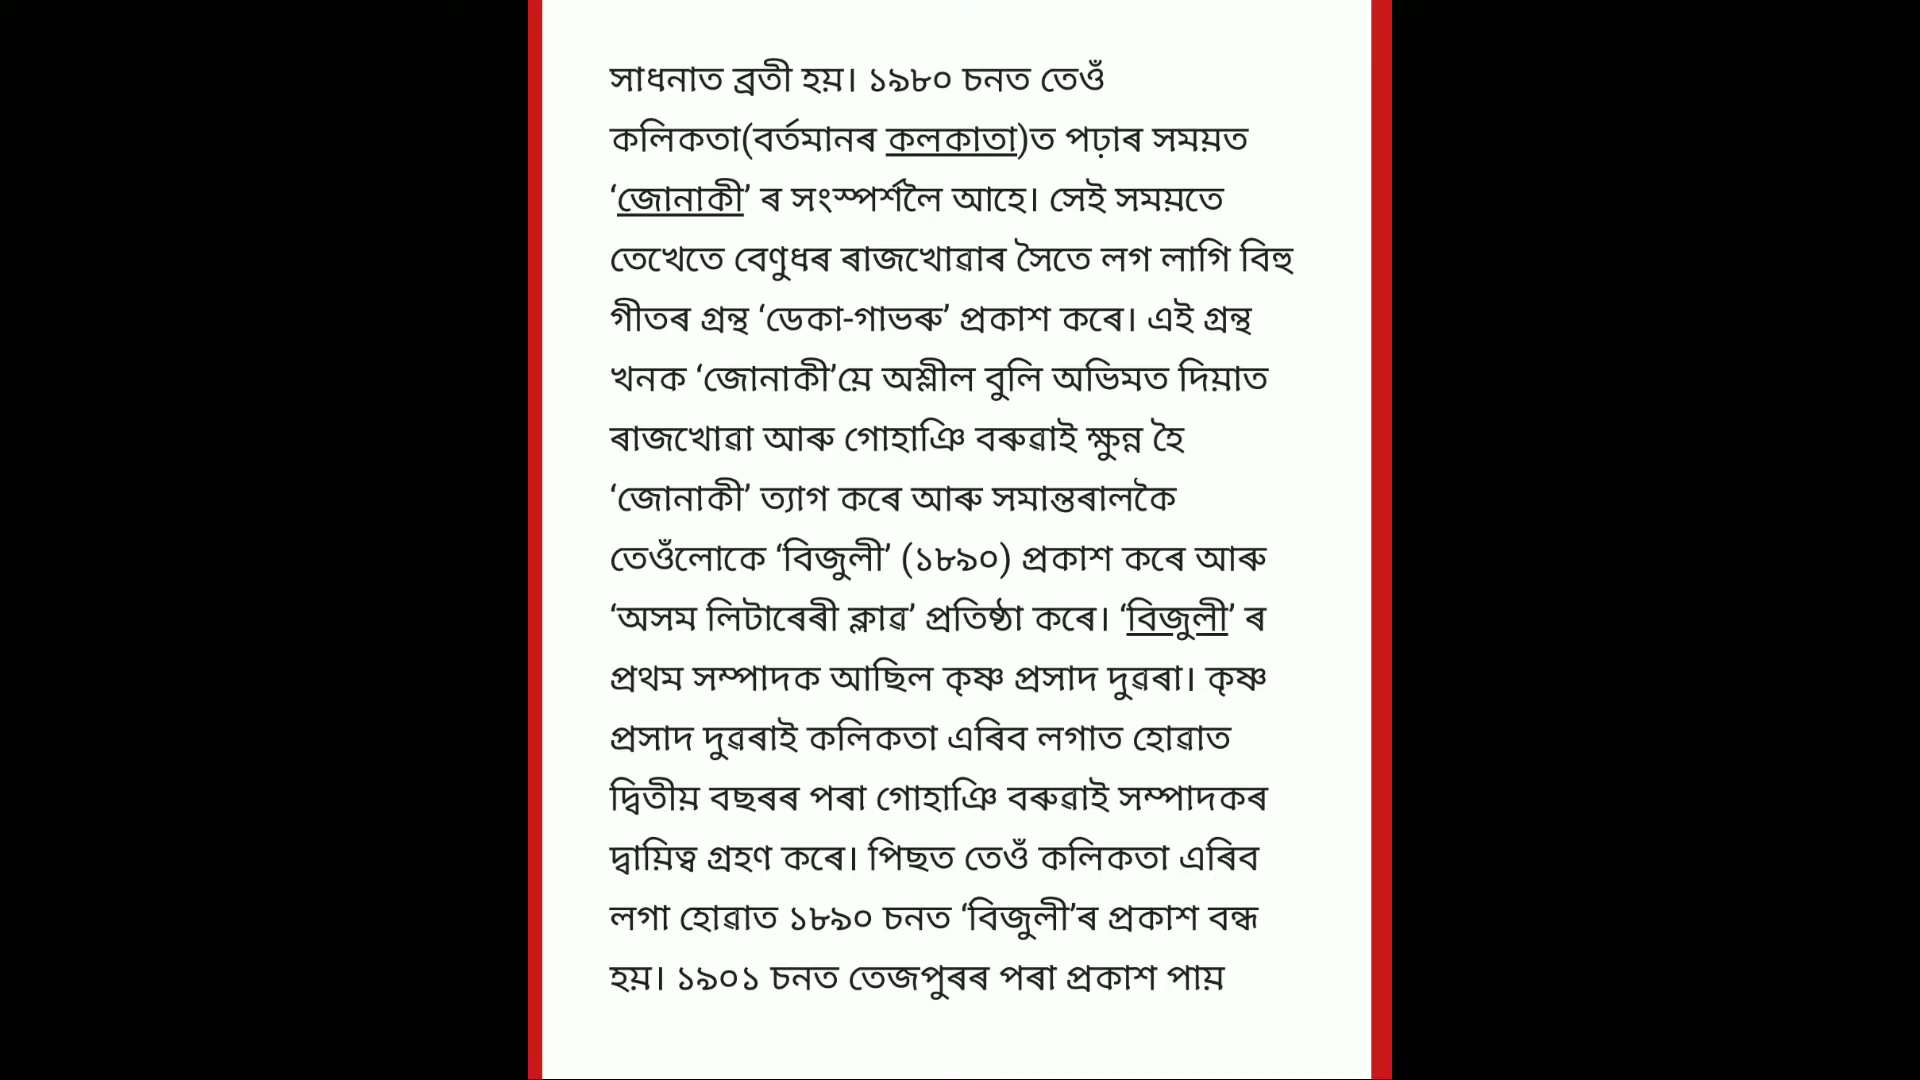 সাধনাত ব্ৰতী হয়। ১৯৮০ চনত তেওঁ
কলিকতা(বৰ্তমানৰ কলকাতা)ত পঢ়াৰ সময়ত
‘জোনাকী’ ৰ সংস্পৰ্শলৈ আহে। সেই সময়তে
তেখেতে বেণুধৰ ৰাজখোৱাৰ সৈতে লগ লাগি বিহু
গীতৰ গ্ৰন্থ ‘ডেকা-গাভৰু’ প্ৰকাশ কৰে। এই গ্ৰন্থ
খনক ‘জোনাকী’য়ে অশ্লীল বুলি অভিমত দিয়াত
ৰাজখোৱা আৰু গোহাঞি বৰুৱাই ক্ষুন্ন হৈ
‘জোনাকী’ ত্যাগ কৰে আৰু সমান্তৰালকৈ
তেওঁলোকে ‘বিজুলী’ (১৮৯০) প্ৰকাশ কৰে আৰু
‘অসম লিটাৰেৰী ক্লাৱ’ প্ৰতিষ্ঠা কৰে। ‘বিজুলী’ ৰ
প্ৰথম সম্পাদক আছিল কৃষ্ণ প্ৰসাদ দুৱৰা। কৃষ্ণ
প্ৰসাদ দুৱৰাই কলিকতা এৰিব লগাত হোৱাত
দ্বিতীয় বছৰৰ পৰা গোহাঞি বৰুৱাই সম্পাদকৰ
দ্বায়িত্ব গ্ৰহণ কৰে। পিছত তেওঁ কলিকতা এৰিব
লগা হোৱাত ১৮৯০ চনত ‘বিজুলী’ৰ প্ৰকাশ বন্ধ
হয়। ১৯০১ চনত তেজপুৰৰ পৰা প্ৰকাশ পায়